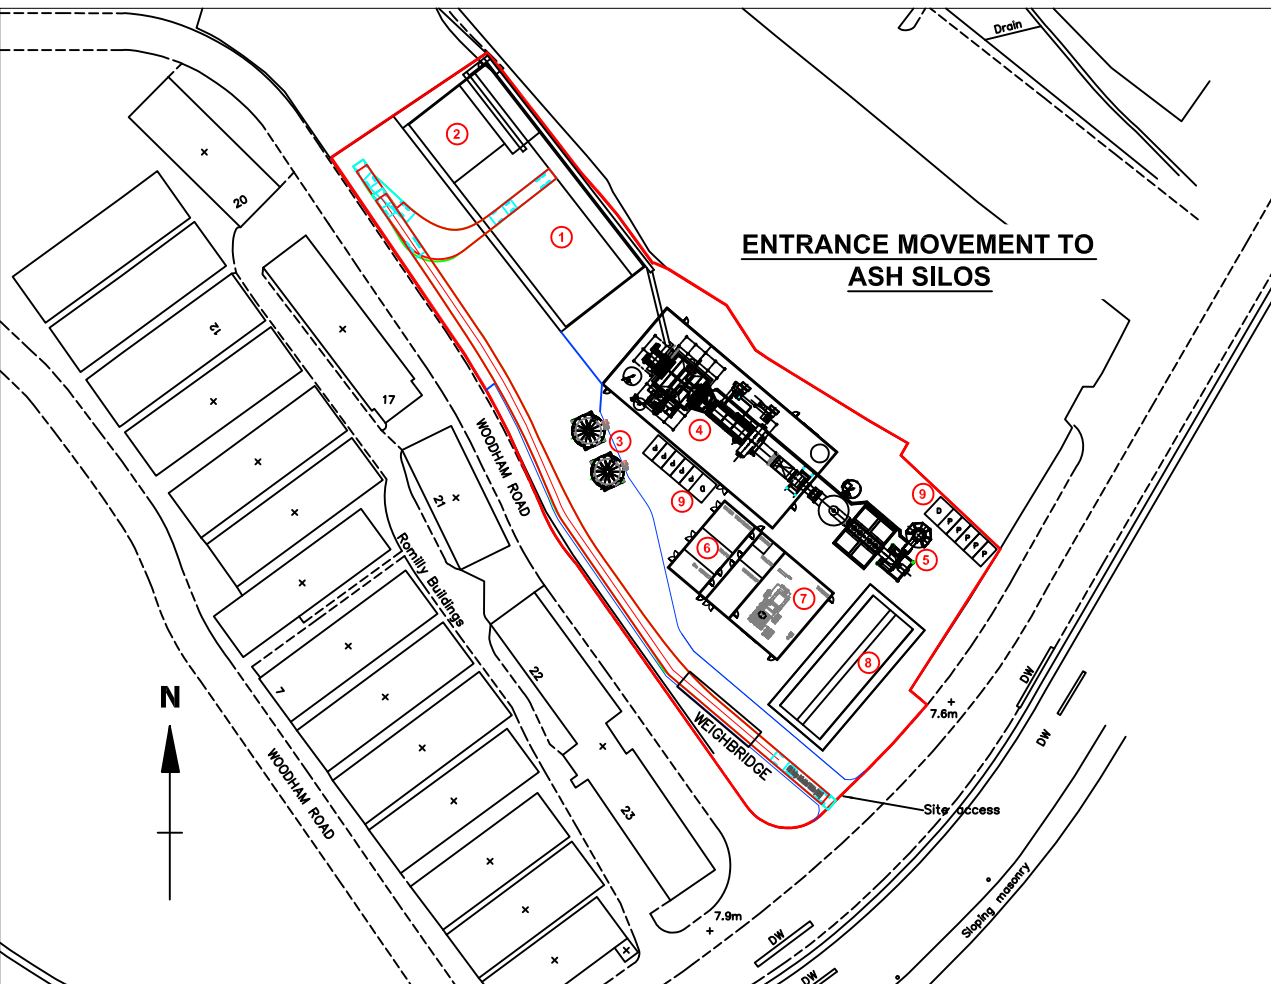 Drain
2
20
1
ENTRANCE MOVEMENT TO
ASH SILOS
12
17
4
3
WOODHAM ROAD
21
9
9
D
P
P
P
P
P
5
6
Romilly Buildings
7
8
22
7
DW
N
7.6m
DW
WEIGHBRIDGE
WOODHAM ROAD
23
Site access
Sloping masonry
7.9m
DW
DW